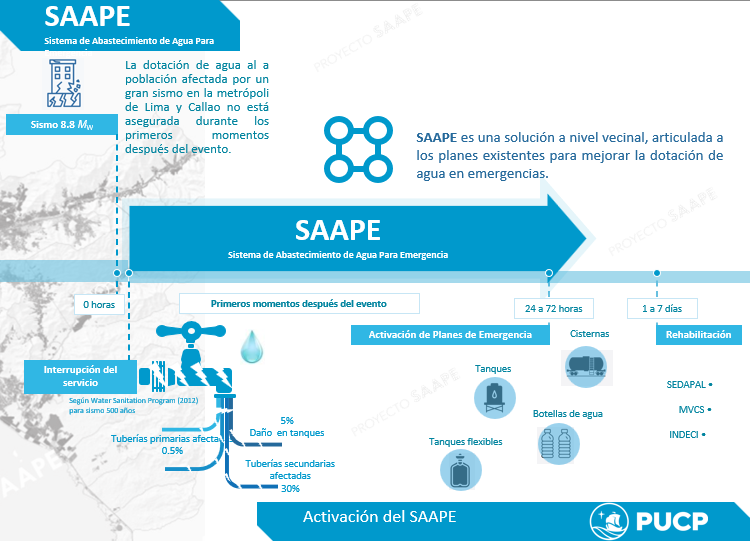 SAAPE
Sistema de Abastecimiento de Agua Para
La dotación de agua al a
población afectada por un
gran sismo en la metrópoli
de Lima y Callao no está
asegurada durante los
primeros momentos
después del evento.
Sismo 8.8 Mw
PROYECTO SAAPE
SAAPE es una solución a nivel vecinal, articulada a
los planes existentes para mejorar la dotación de
agua en emergencias.
PROYECTO SAAPE
SAAPE
Sistema de Abastecimiento de Agua Para Emergencia
0 horas
Primeros momentos después del evento
24 a 72 horas
1 a 7 días
Activación de Planes de Emergencia
Cisternas
Rehabilitación
Interrupción del
servicio
Según Water Sanitation Program (2012)
para sismo 500 años
Tanques
SEDAPAL •
MVCS •
INDECI •
PROYECTO SAAPE
5%
Daño en tanques
Botellas de agua
Tuberías primarias afecta
0.5%
Tanques flexibles
Tuberías secundarias
afectadas
30%
SAAPE
Activación del SAAPE
PUCP